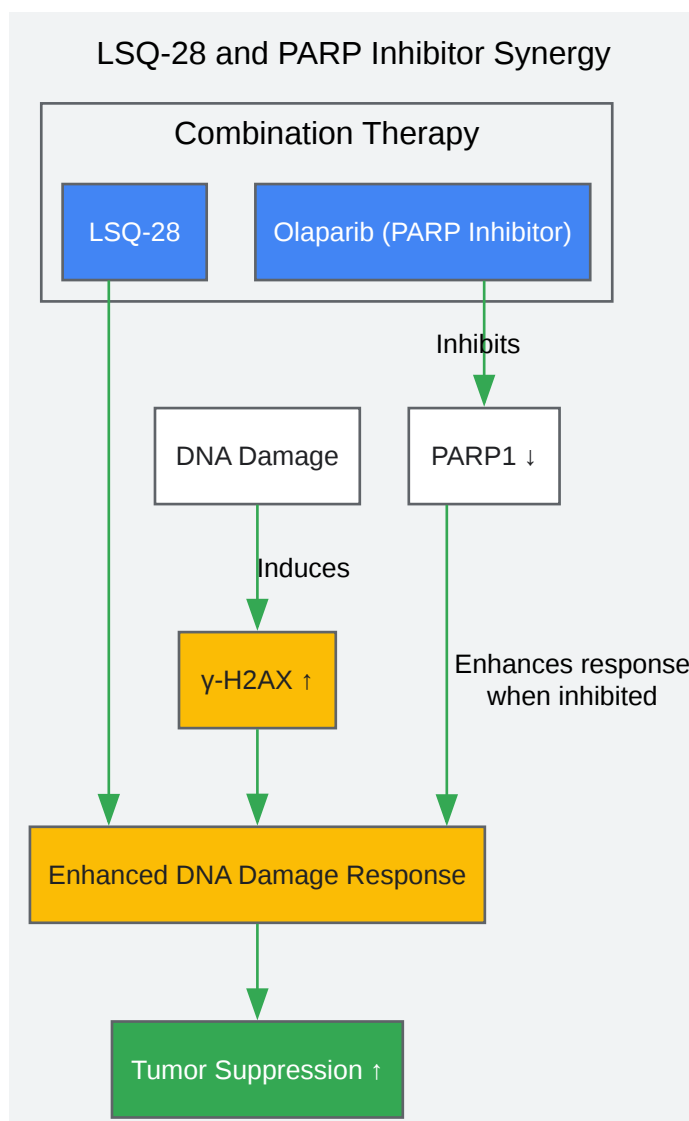 LSQ-28 and PARP Inhibitor Synergy
Combination Therapy
LSQ-28
Olaparib (PARP Inhibitor)
Inhibits
DNA Damage
PARP1 ↓
Induces
Enhances response
when inhibited
γ-H2AX ↑
Enhanced DNA Damage Response
Tumor Suppression ↑